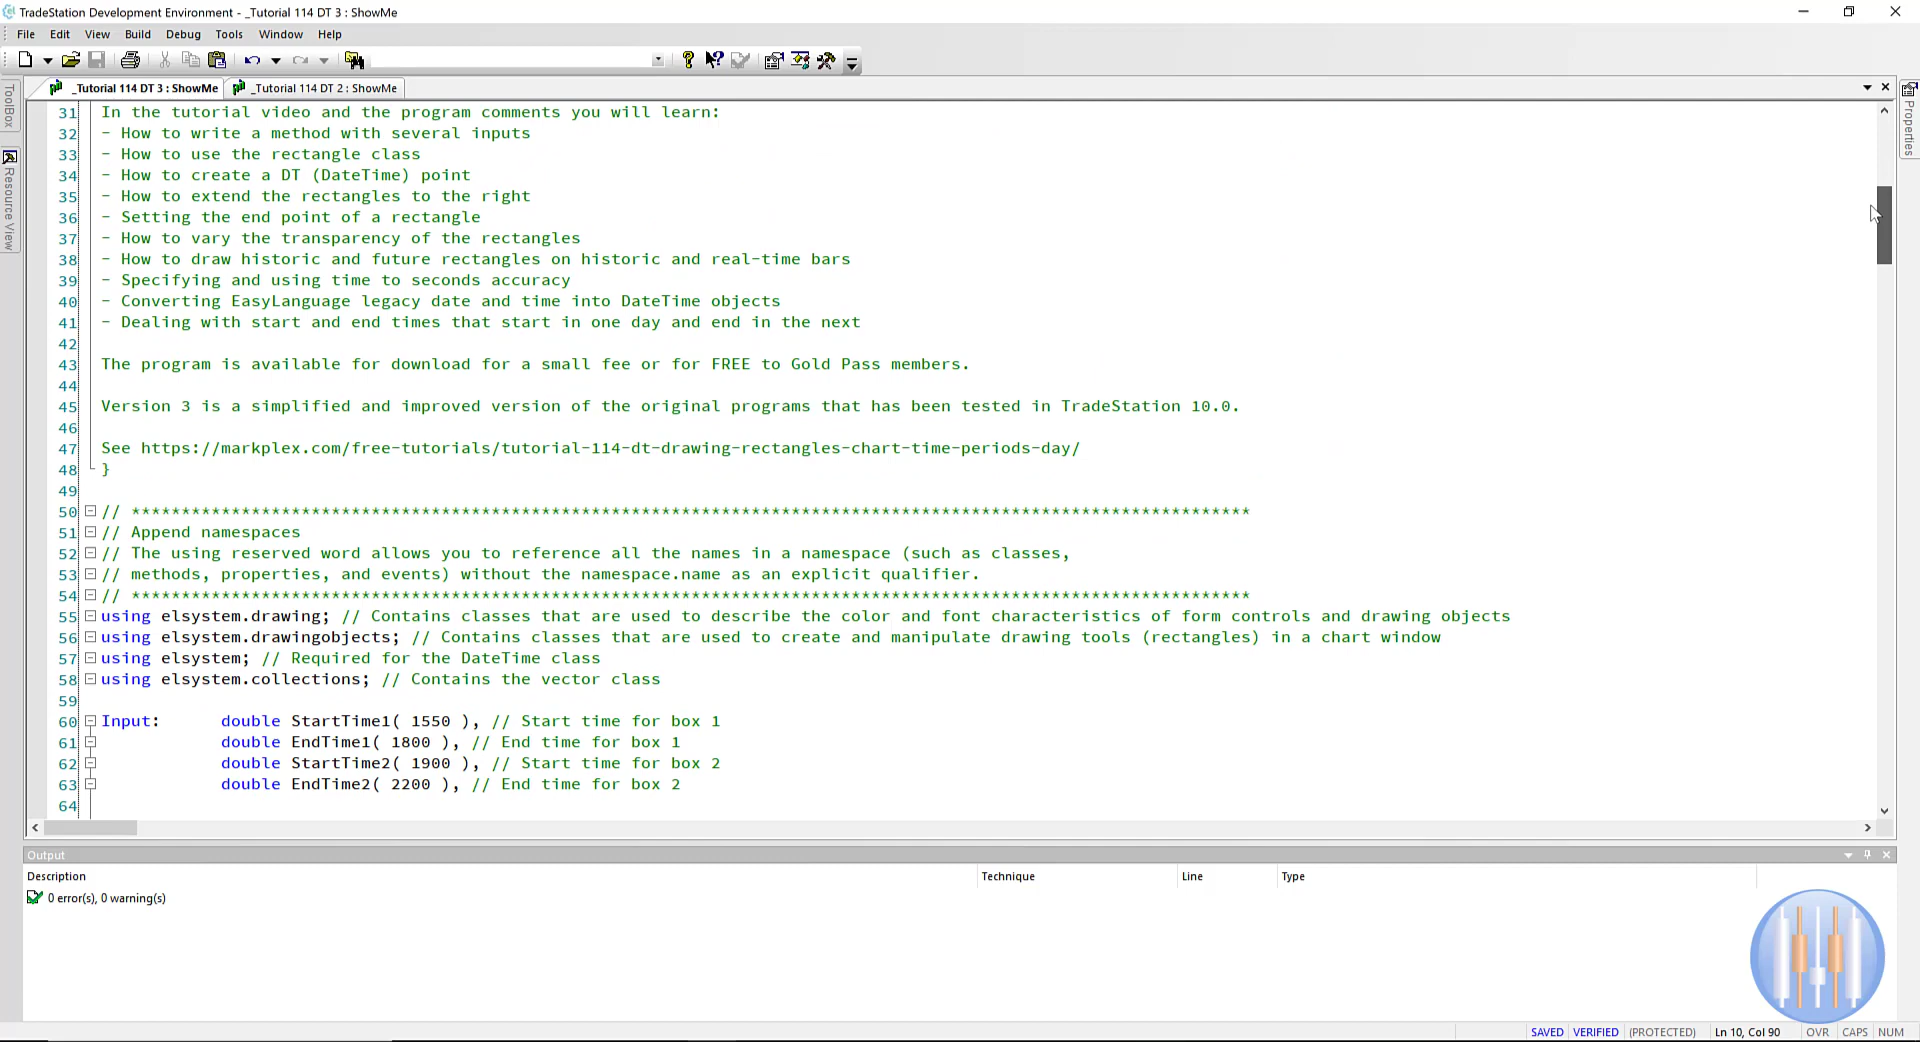 TradeStation Development Environment - _Tutorial 114 DT 3 : ShowMe
File Edit View Build Debug Tools Window Help
_Tutorial 114 DT 3 : ShowMe _Tutorial 114 DT 2 : ShowMe
ToolBox
Resource View
Properties
31 In the tutorial video and the program comments you will learn:
32 - How to write a method with several inputs
33 - How to use the rectangle class
34 - How to create a DT (DateTime) point
35 - How to extend the rectangles to the right
36 - Setting the end point of a rectangle
37 - How to vary the transparency of the rectangles
38 - How to draw historic and future rectangles on historic and real-time bars
39 - Specifying and using time to seconds accuracy
40 - Converting EasyLanguage legacy date and time into DateTime objects
41 - Dealing with start and end times that start in one day and end in the next
42
43 The program is available for download for a small fee or for FREE to Gold Pass members.
44
45 Version 3 is a simplified and improved version of the original programs that has been tested in TradeStation 10.0.
46
47 See https://markplex.com/free-tutorials/tutorial-114-dt-drawing-rectangles-chart-time-periods-day/
48 }
49
50 // ****************************************************************************************************************
51 // Append namespaces
52 // The using reserved word allows you to reference all the names in a namespace (such as classes,
53 // methods, properties, and events) without the namespace.name as an explicit qualifier.
54 // ****************************************************************************************************************
55 using elsystem.drawing; // Contains classes that are used to describe the color and font characteristics of form controls and drawing objects
56 using elsystem.drawingobjects; // Contains classes that are used to create and manipulate drawing tools (rectangles) in a chart window
57 using elsystem; // Required for the DateTime class
58 using elsystem.collections; // Contains the vector class
59
60 Input: double StartTime1( 1550 ), // Start time for box 1
61 double EndTime1( 1800 ), // End time for box 1
62 double StartTime2( 1900 ), // Start time for box 2
63 double EndTime2( 2200 ), // End time for box 2
64
Output
Description Technique Line Type
0 error(s), 0 warning(s)
SAVED VERIFIED (PROTECTED) Ln 10, Col 90 OVR CAPS NUM